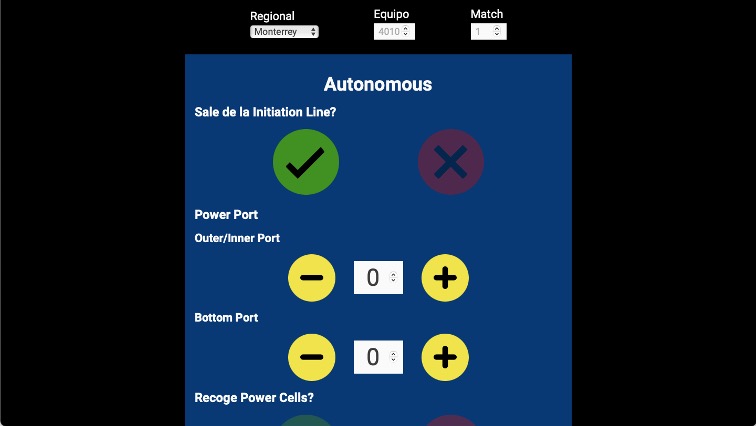 Regional Equipo Match
Monterrey 4010 1
Autonomous
Sale de la Initiation Line?
Power Port
Outer/Inner Port
0
Bottom Port
0
Recoge Power Cells?